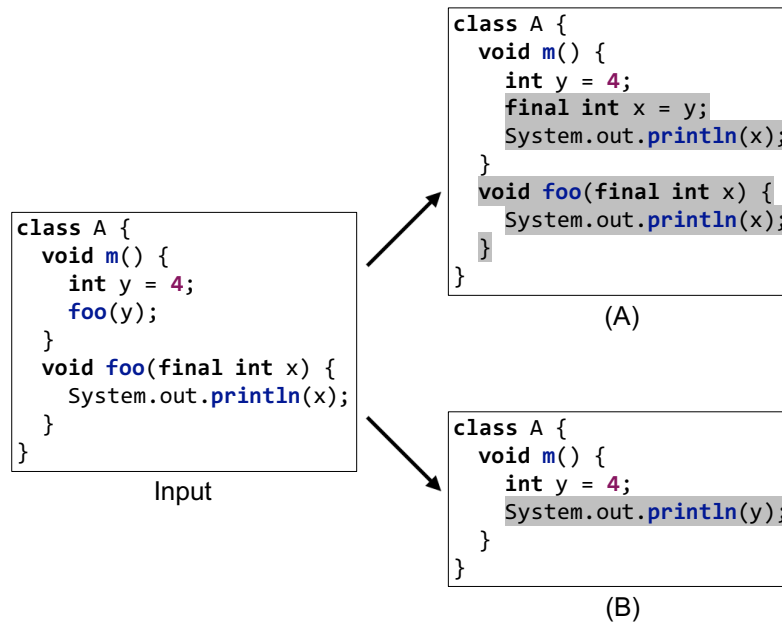 class A {
  void m() {
    int y = 4;
    foo(y);
  }
  void foo(final int x) {
    System.out.println(x);
  }
}
Input
class A {
  void m() {
    int y = 4;
    final int x = y;
    System.out.println(x);
  }
  void foo(final int x) {
    System.out.println(x);
  }
}
(A)
class A {
  void m() {
    int y = 4;
    System.out.println(y);
  }
}
(B)